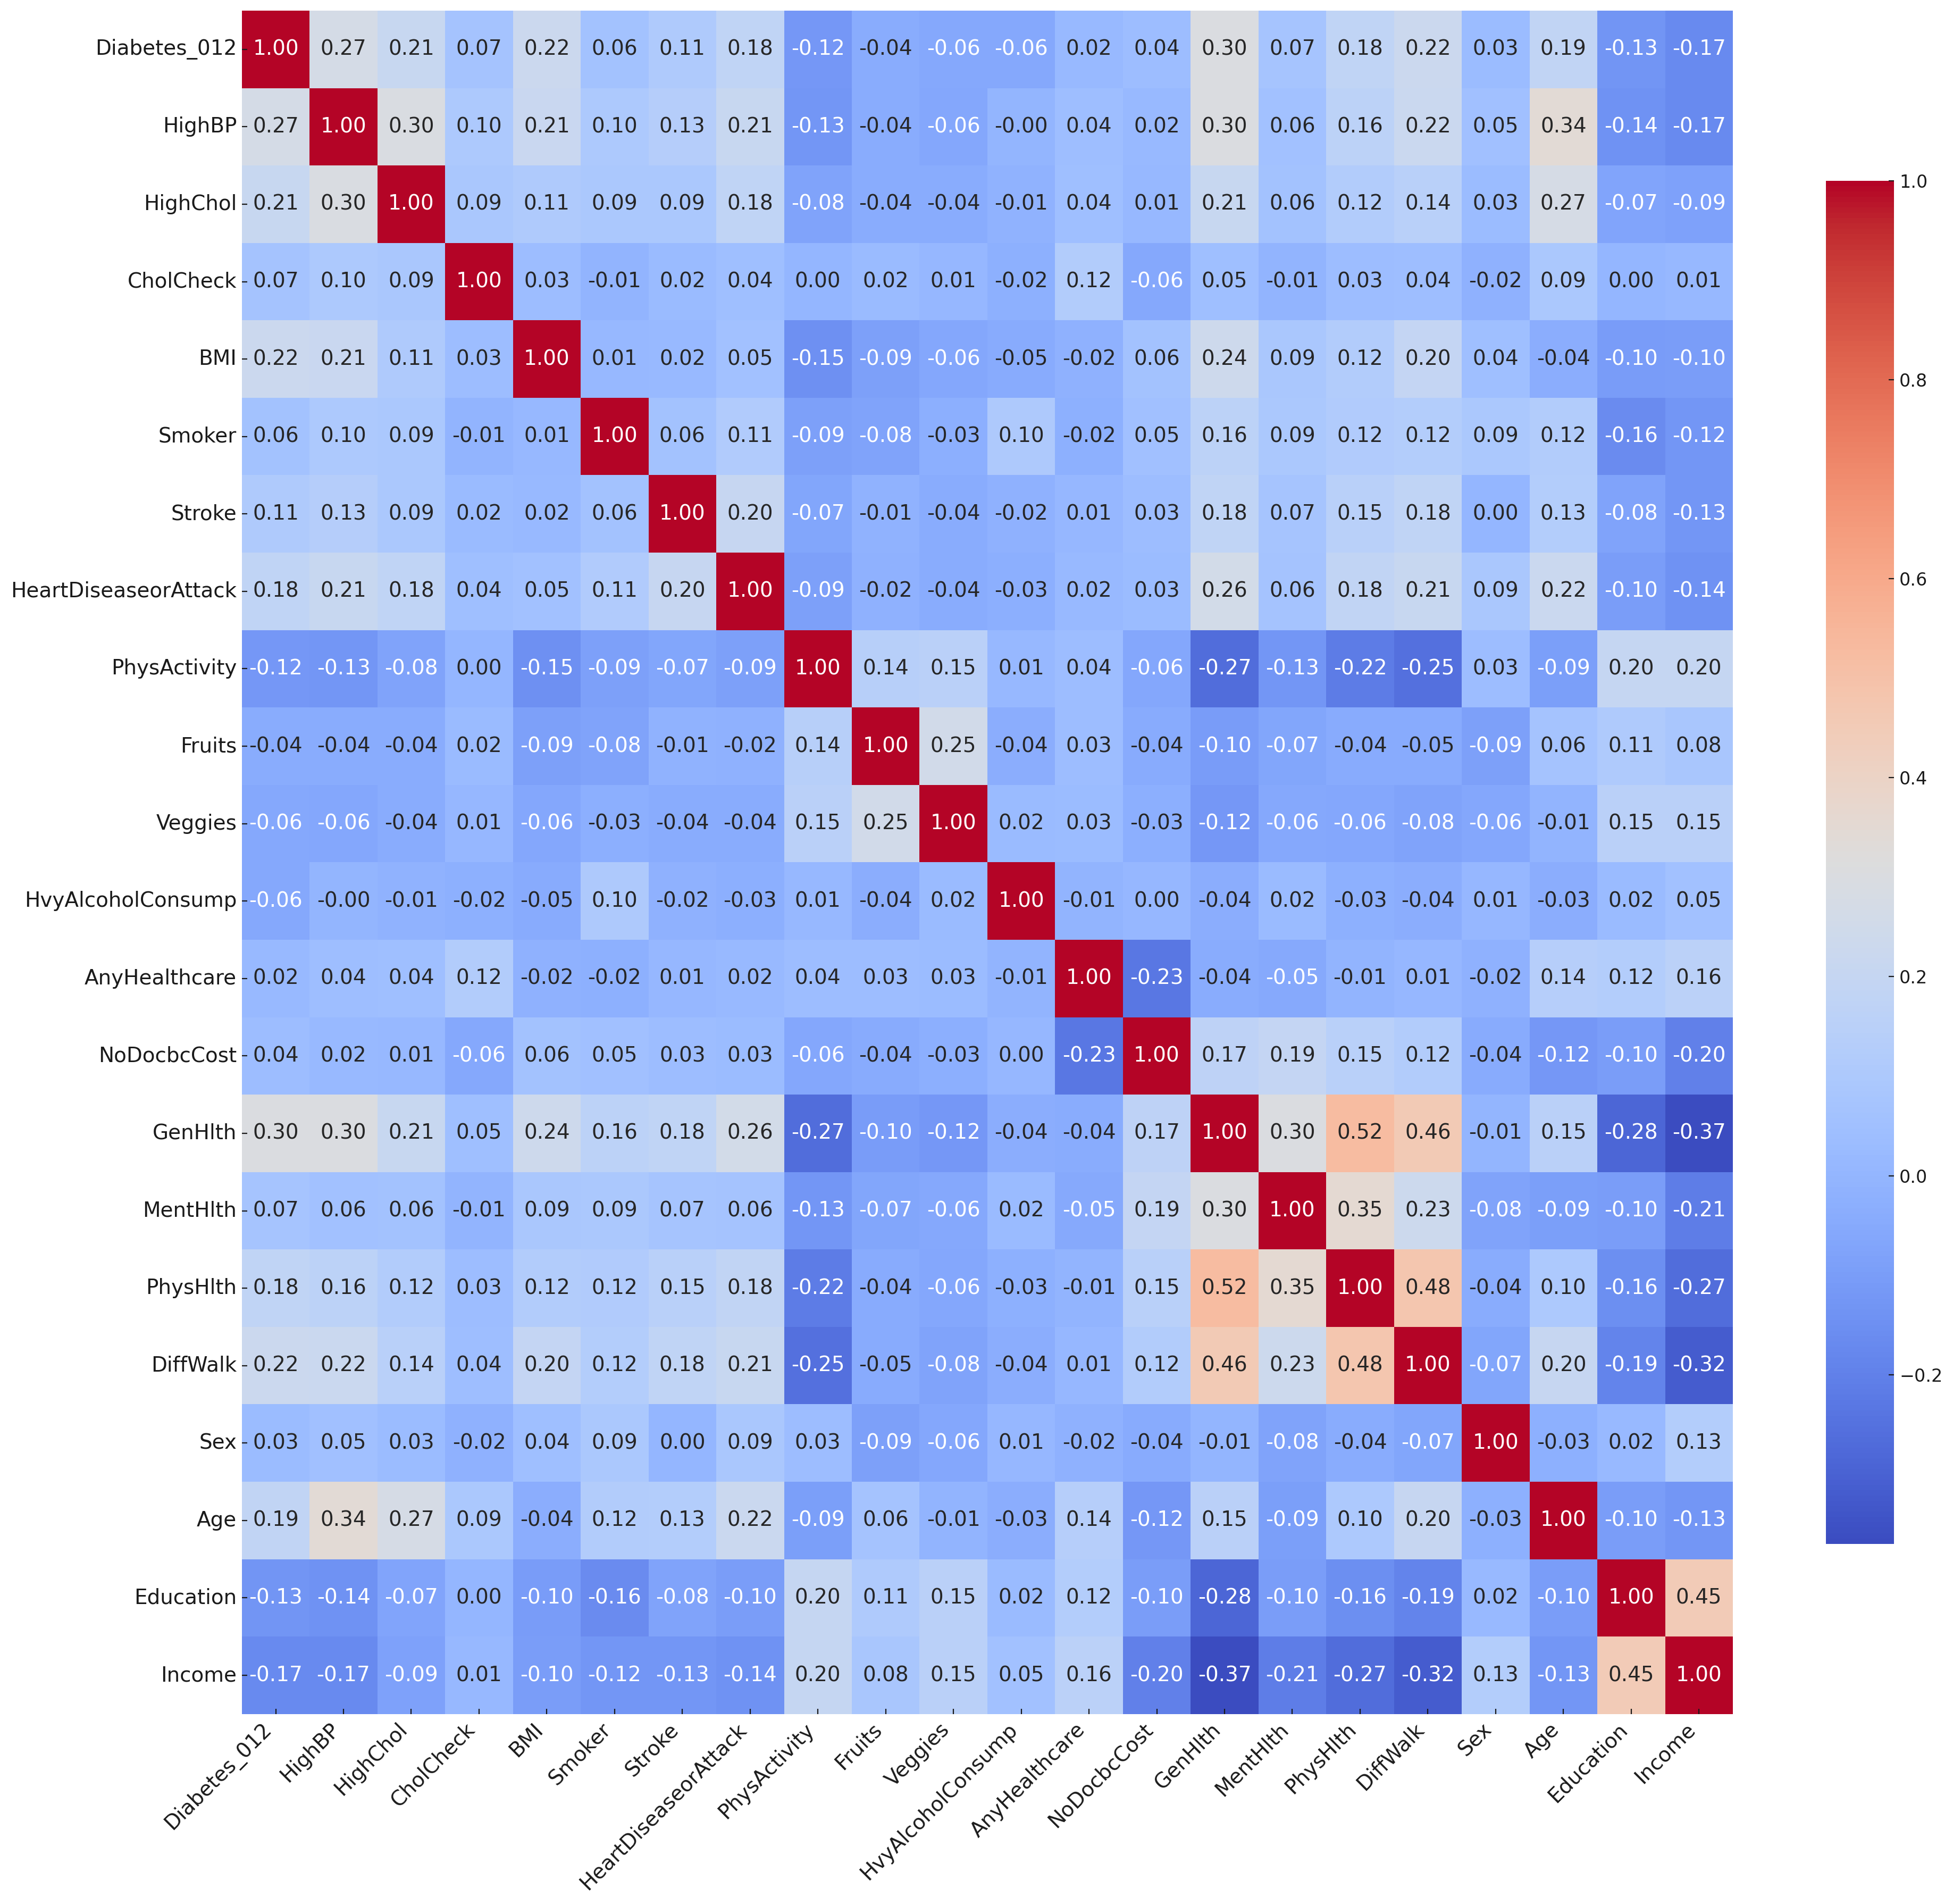 Diabetes_012 1.00 0.27 0.21 0.07 0.22 0.06 0.11 0.18 -0.12 -0.04 -0.06 -0.06 0.02 0.04 0.30 0.07 0.18 0.22 0.03 0.19 -0.13 -0.17
HighBP 0.27 1.00 0.30 0.10 0.21 0.10 0.13 0.21 -0.13 -0.04 -0.06 -0.00 0.04 0.02 0.30 0.06 0.16 0.22 0.05 0.34 -0.14 -0.17
HighChol 0.21 0.30 1.00 0.09 0.11 0.09 0.09 0.18 -0.08 -0.04 -0.04 -0.01 0.04 0.01 0.21 0.06 0.12 0.14 0.03 0.27 -0.07 -0.09
CholCheck 0.07 0.10 0.09 1.00 0.03 -0.01 0.02 0.04 0.00 0.02 0.01 -0.02 0.12 -0.06 0.05 -0.01 0.03 0.04 -0.02 0.09 0.00 0.01
BMI 0.22 0.21 0.11 0.03 1.00 0.01 0.02 0.05 -0.15 -0.09 -0.06 -0.05 -0.02 0.06 0.24 0.09 0.12 0.20 0.04 -0.04 -0.10 -0.10
Smoker 0.06 0.10 0.09 -0.01 0.01 1.00 0.06 0.11 -0.09 -0.08 -0.03 0.10 -0.02 0.05 0.16 0.09 0.12 0.12 0.09 0.12 -0.16 -0.12
Stroke 0.11 0.13 0.09 0.02 0.02 0.06 1.00 0.20 -0.07 -0.01 -0.04 -0.02 0.01 0.03 0.18 0.07 0.15 0.18 0.00 0.13 -0.08 -0.13
HeartDiseaseorAttack 0.18 0.21 0.18 0.04 0.05 0.11 0.20 1.00 -0.09 -0.02 -0.04 -0.03 0.02 0.03 0.26 0.06 0.18 0.21 0.09 0.22 -0.10 -0.14
PhysActivity -0.12 -0.13 -0.08 0.00 -0.15 -0.09 -0.07 -0.09 1.00 0.14 0.15 0.01 0.04 -0.06 -0.27 -0.13 -0.22 -0.25 0.03 -0.09 0.20 0.20
Fruits -0.04 -0.04 -0.04 0.02 -0.09 -0.08 -0.01 -0.02 0.14 1.00 0.25 -0.04 0.03 -0.04 -0.10 -0.07 -0.04 -0.05 -0.09 0.06 0.11 0.08
Veggies -0.06 -0.06 -0.04 0.01 -0.06 -0.03 -0.04 -0.04 0.15 0.25 1.00 0.02 0.03 -0.03 -0.12 -0.06 -0.06 -0.08 -0.06 -0.01 0.15 0.15
HvyAlcoholConsump -0.06 -0.00 -0.01 -0.02 -0.05 0.10 -0.02 -0.03 0.01 -0.04 0.02 1.00 -0.01 0.00 -0.04 0.02 -0.03 -0.04 0.01 -0.03 0.02 0.05
AnyHealthcare 0.02 0.04 0.04 0.12 -0.02 -0.02 0.01 0.02 0.04 0.03 0.03 -0.01 1.00 -0.23 -0.04 -0.05 -0.01 0.01 -0.02 0.14 0.12 0.16
NoDocbcCost 0.04 0.02 0.01 -0.06 0.06 0.05 0.03 0.03 -0.06 -0.04 -0.03 0.00 -0.23 1.00 0.17 0.19 0.15 0.12 -0.04 -0.12 -0.10 -0.20
GenHlth 0.30 0.30 0.21 0.05 0.24 0.16 0.18 0.26 -0.27 -0.10 -0.12 -0.04 -0.04 0.17 1.00 0.30 0.52 0.46 -0.01 0.15 -0.28 -0.37
MentHlth 0.07 0.06 0.06 -0.01 0.09 0.09 0.07 0.06 -0.13 -0.07 -0.06 0.02 -0.05 0.19 0.30 1.00 0.35 0.23 -0.08 -0.09 -0.10 -0.21
PhysHlth 0.18 0.16 0.12 0.03 0.12 0.12 0.15 0.18 -0.22 -0.04 -0.06 -0.03 -0.01 0.15 0.52 0.35 1.00 0.48 -0.04 0.10 -0.16 -0.27
DiffWalk 0.22 0.22 0.14 0.04 0.20 0.12 0.18 0.21 -0.25 -0.05 -0.08 -0.04 0.01 0.12 0.46 0.23 0.48 1.00 -0.07 0.20 -0.19 -0.32
Sex 0.03 0.05 0.03 -0.02 0.04 0.09 0.00 0.09 0.03 -0.09 -0.06 0.01 -0.02 -0.04 -0.01 -0.08 -0.04 -0.07 1.00 -0.03 0.02 0.13
Age 0.19 0.34 0.27 0.09 -0.04 0.12 0.13 0.22 -0.09 0.06 -0.01 -0.03 0.14 -0.12 0.15 -0.09 0.10 0.20 -0.03 1.00 -0.10 -0.13
Education -0.13 -0.14 -0.07 0.00 -0.10 -0.16 -0.08 -0.10 0.20 0.11 0.15 0.02 0.12 -0.10 -0.28 -0.10 -0.16 -0.19 0.02 -0.10 1.00 0.45
Income -0.17 -0.17 -0.09 0.01 -0.10 -0.12 -0.13 -0.14 0.20 0.08 0.15 0.05 0.16 -0.20 -0.37 -0.21 -0.27 -0.32 0.13 -0.13 0.45 1.00
Diabetes_012 HighBP HighChol CholCheck BMI Smoker Stroke HeartDiseaseorAttack PhysActivity Fruits Veggies HvyAlcoholConsump AnyHealthcare NoDocbcCost GenHlth MentHlth PhysHlth DiffWalk Sex Age Education Income
1.0
0.8
0.6
0.4
0.2
0.0
−0.2